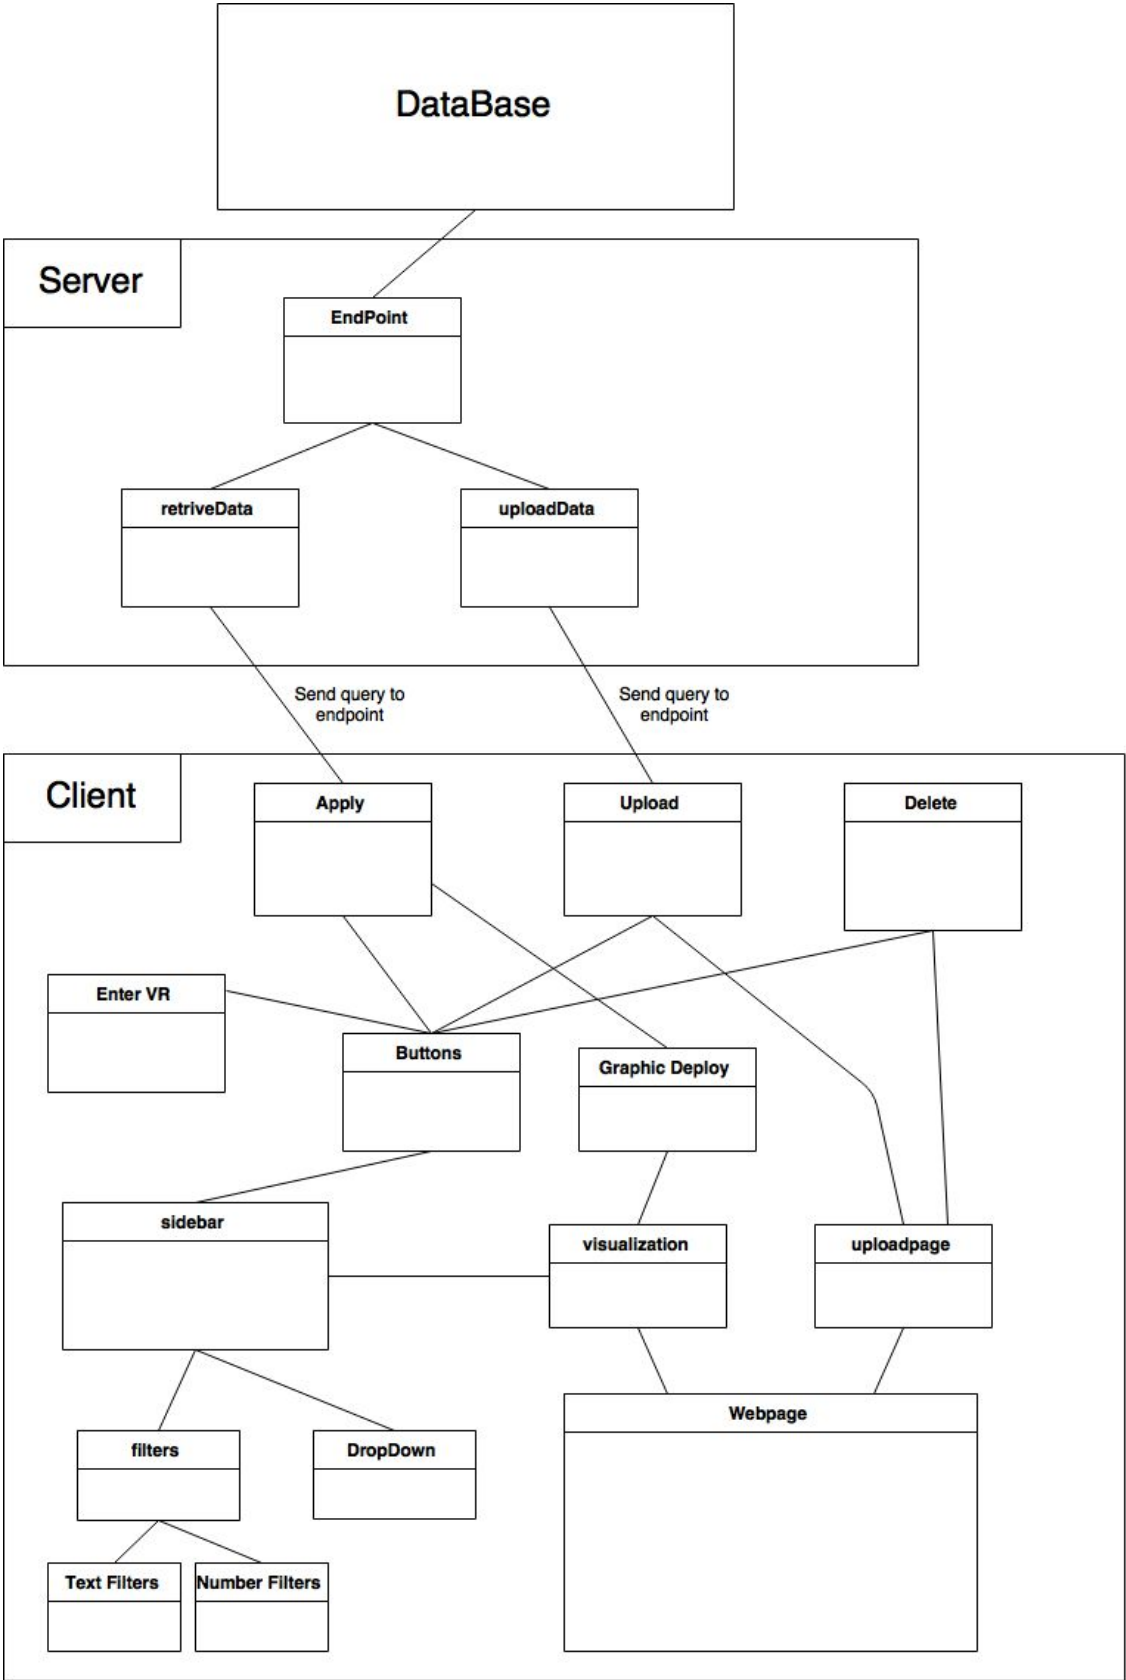 DataBase
Server
EndPoint
retriveData
uploadData
Send query to
endpoint
Send query to
endpoint
Client
Apply
Upload
Delete
Enter VR
Buttons
Graphic Deploy
sidebar
visualization
uploadpage
Webpage
filters
DropDown
Text Filters
Number Filters